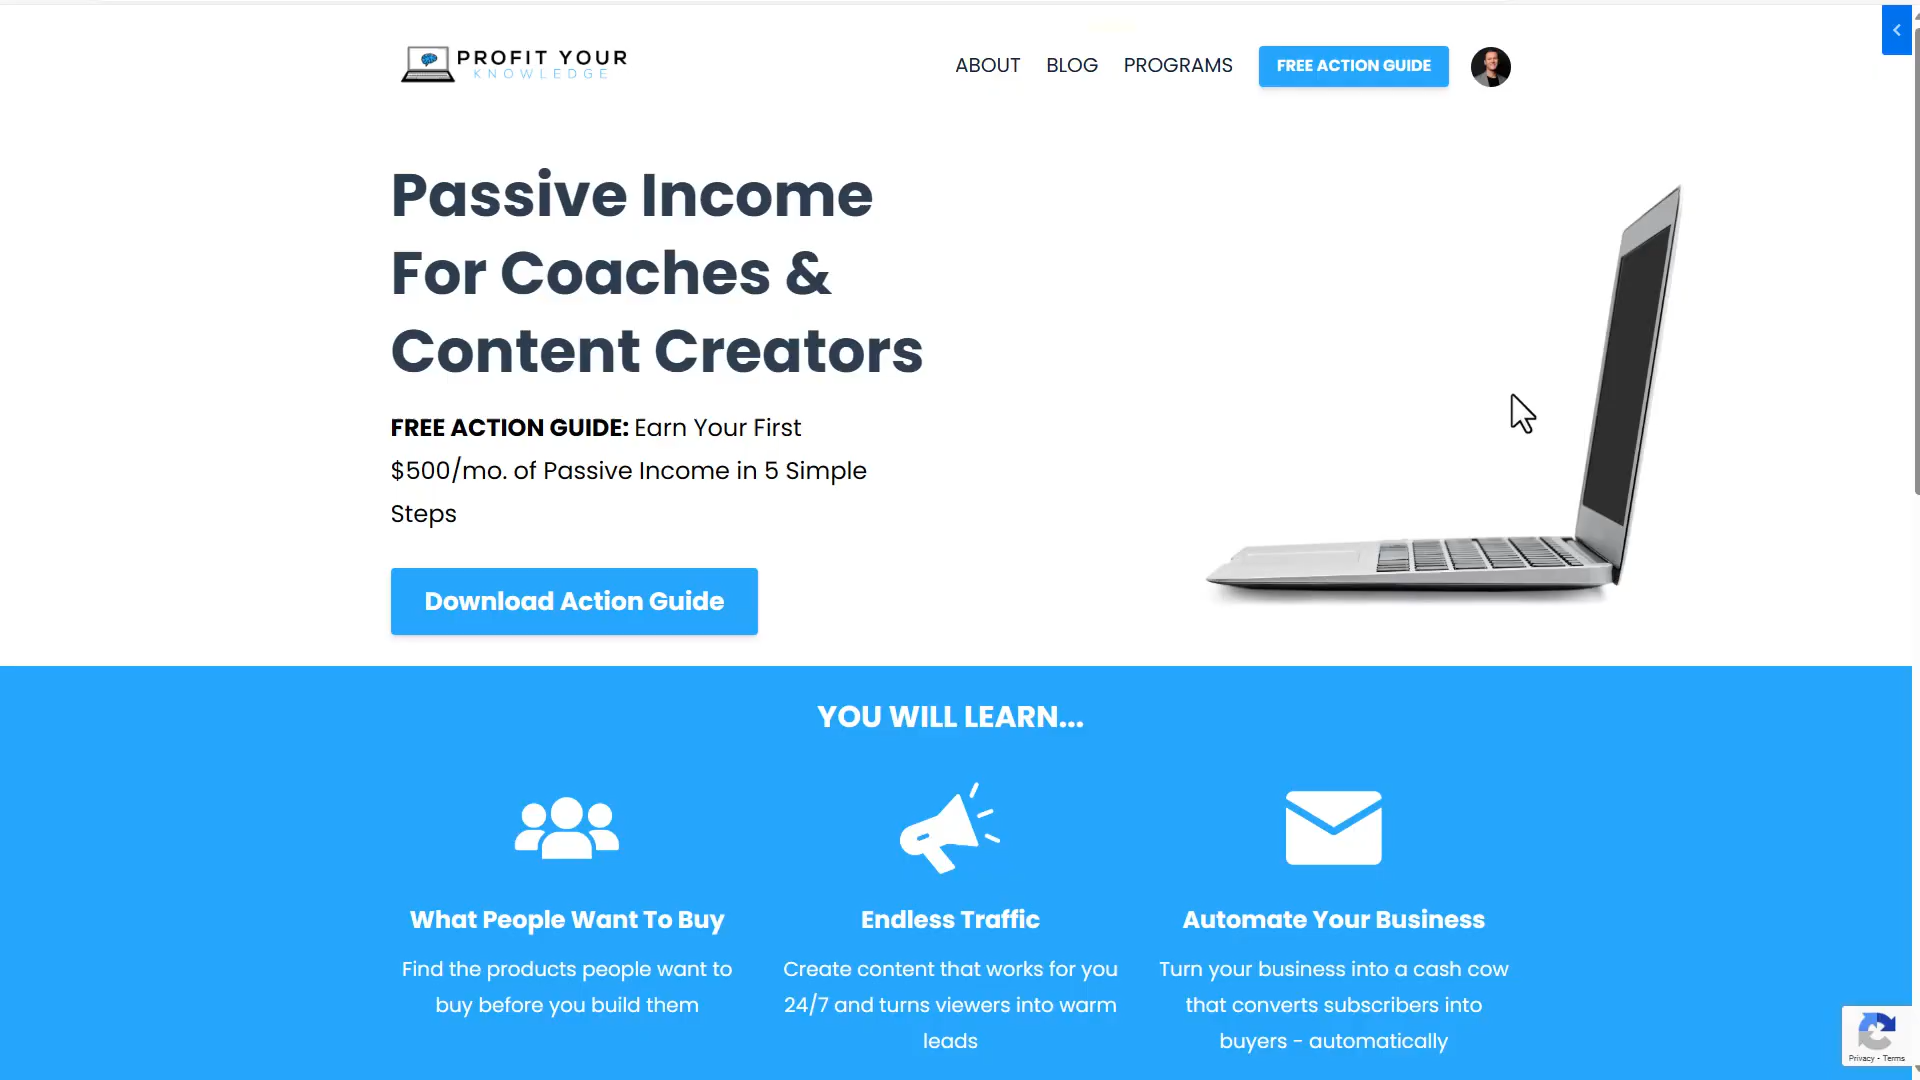 PROFIT YOUR
KNOWLEDGE
ABOUT
BLOG
PROGRAMS
FREE ACTION GUIDE
Passive Income
For Coaches &
Content Creators
FREE ACTION GUIDE: Earn Your First
$500/mo. of Passive Income in 5 Simple
Steps
Download Action Guide
YOU WILL LEARN...
What People Want To Buy
Find the products people want to
buy before you build them
Endless Traffic
Create content that works for you
24/7 and turns viewers into warm
leads
Automate Your Business
Turn your business into a cash cow
that converts subscribers into
buyers - automatically
Privacy - Terms